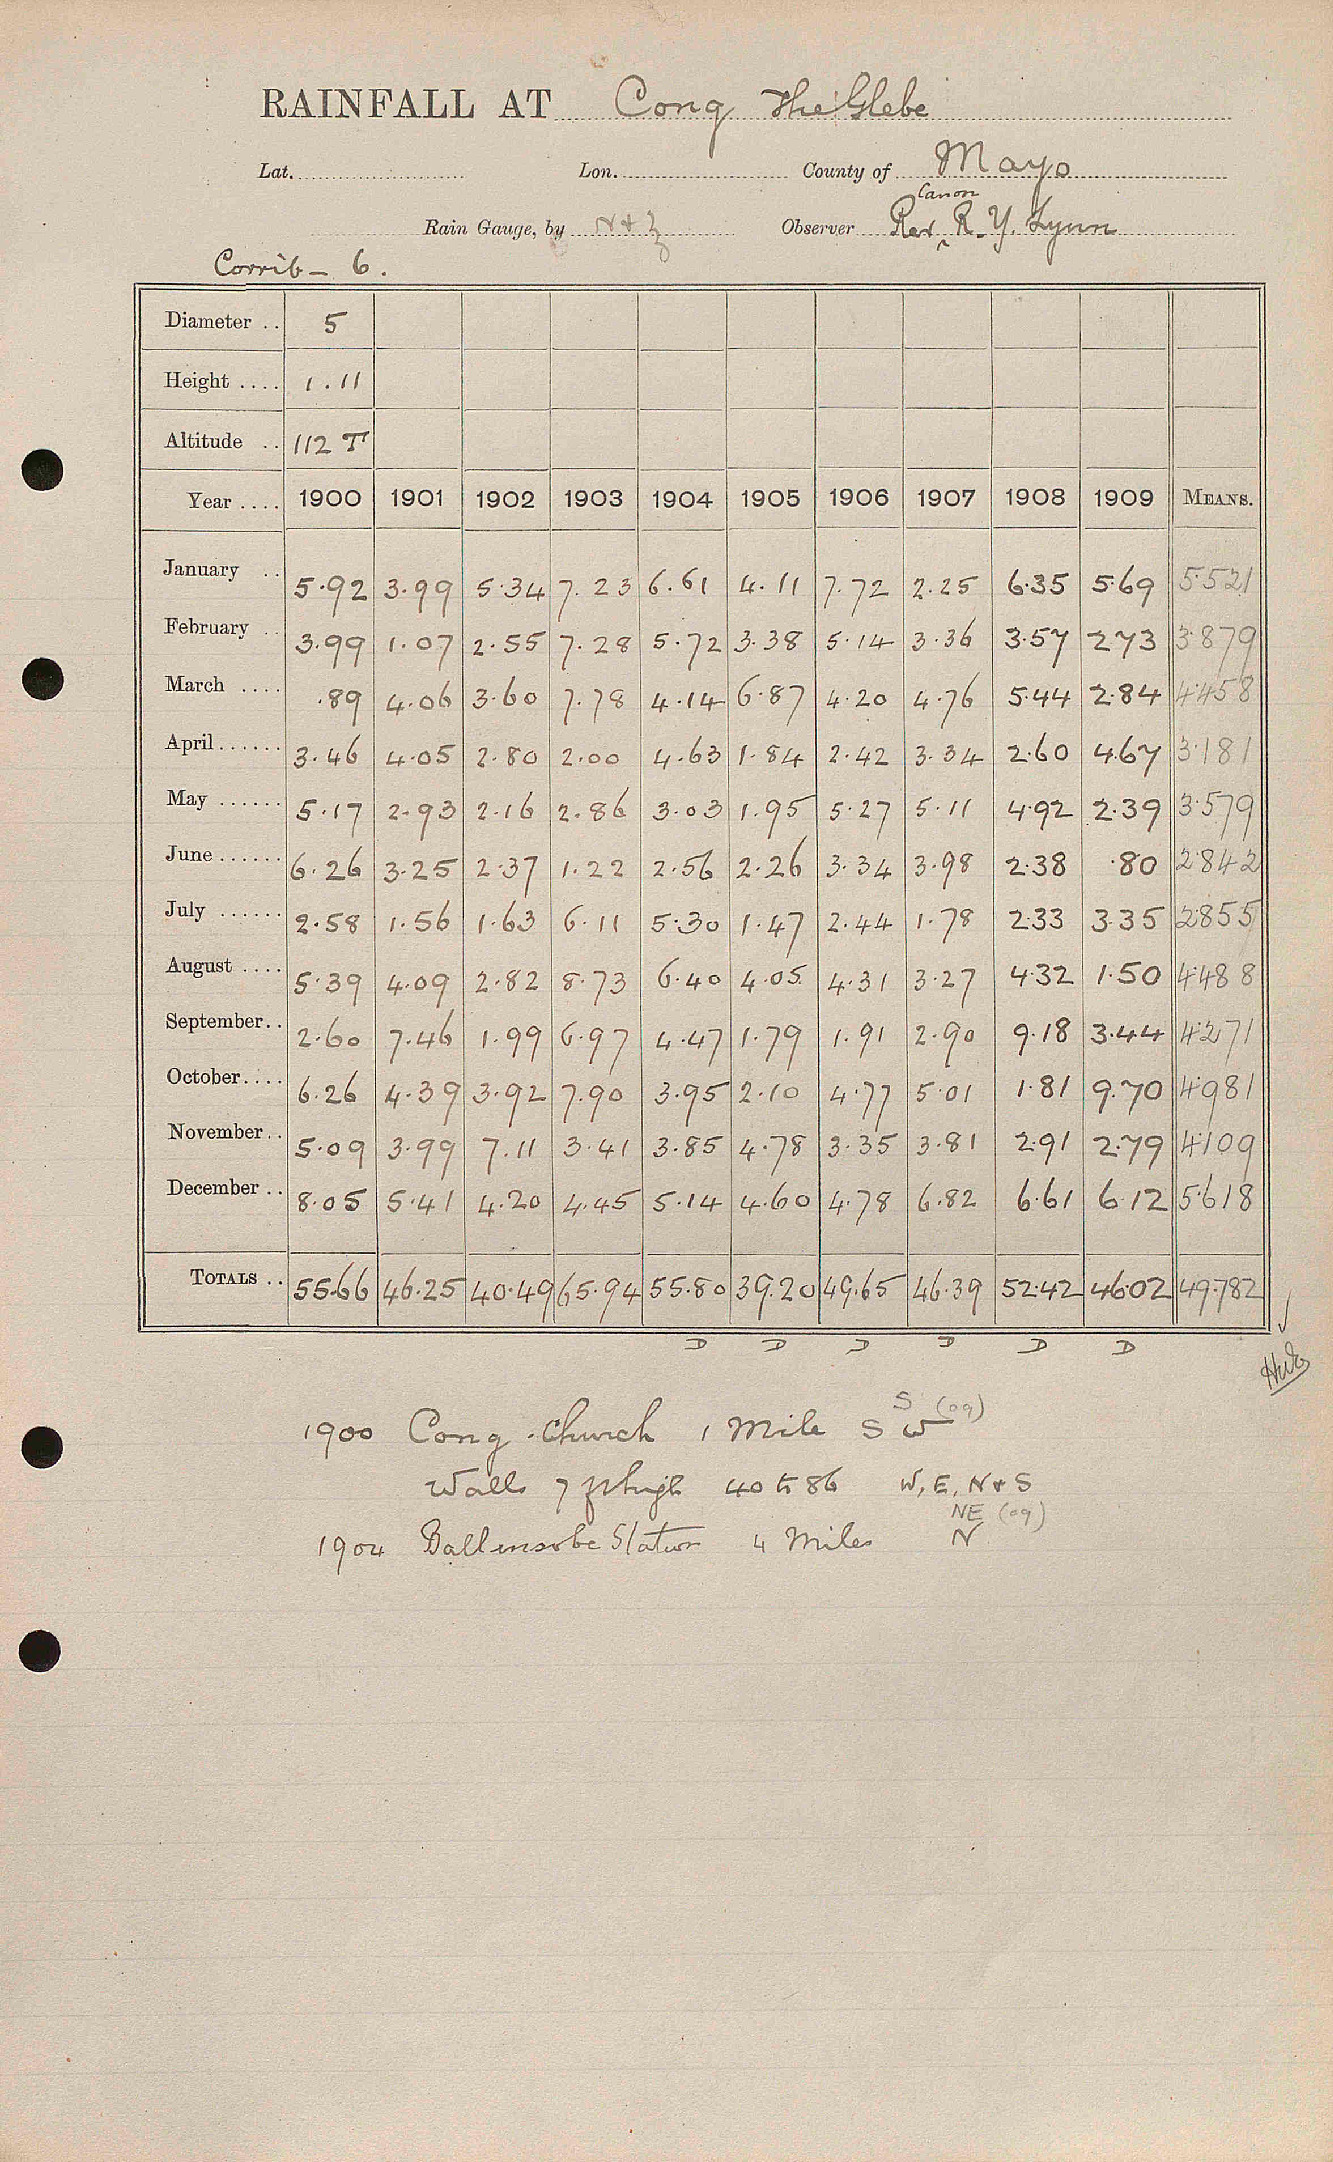 RAINFALL AT Cong The Glebe
Lat. Lon. County of Mayo
Canon
Rain Gauge, by N & Z Observer Rev. R. Y. Lynn
Corrib - 6.
Diameter .. 5
Height .... 1.11
Altitude .. 112 T
Year .... 1900 1901 1902 1903 1904 1905 1906 1907 1908 1909 MEANS.
January .. 5.92 3.99 5.34 7.23 6.61 4.11 7.72 2.25 6.35 5.69 5.521
February .. 3.99 1.07 2.55 7.28 5.72 3.38 5.14 3.36 3.57 2.73 3.879
March .... .89 4.06 3.60 7.78 4.14 6.87 4.20 4.76 5.44 2.84 4.458
April ...... 3.46 4.05 2.80 2.00 4.63 1.84 2.42 3.34 2.60 4.67 3.181
May ...... 5.17 2.93 2.16 2.86 3.03 1.95 5.27 5.11 4.92 2.39 3.579
June ...... 6.26 3.25 2.37 1.22 2.56 2.26 3.34 3.98 2.38 .80 2.842
July ...... 2.58 1.56 1.63 6.11 5.30 1.47 2.44 1.78 2.33 3.35 2.855
August .... 5.39 4.09 2.82 8.73 6.40 4.05 4.31 3.27 4.32 1.50 4.488
September.. 2.60 7.46 1.99 6.97 4.47 1.79 1.91 2.90 9.18 3.44 4.271
October.... 6.26 4.39 3.92 7.90 3.95 2.10 4.77 5.01 1.81 9.70 4.981
November.. 5.09 3.99 7.11 3.41 3.85 4.78 3.35 3.81 2.91 2.79 4.109
December .. 8.05 5.41 4.20 4.45 5.14 4.60 4.78 6.82 6.61 6.12 5.618
TOTALS .. 55.66 46.25 40.49 65.94 55.80 39.20 49.65 46.39 52.42 46.02 49.782
D D D D D D
S (09)
1900 Cong Church 1 Mile S W
Walls 7 ft high 40 to 86 W, E, N & S
NE (09)
1904 Ballinrobe Station 4 Miles N